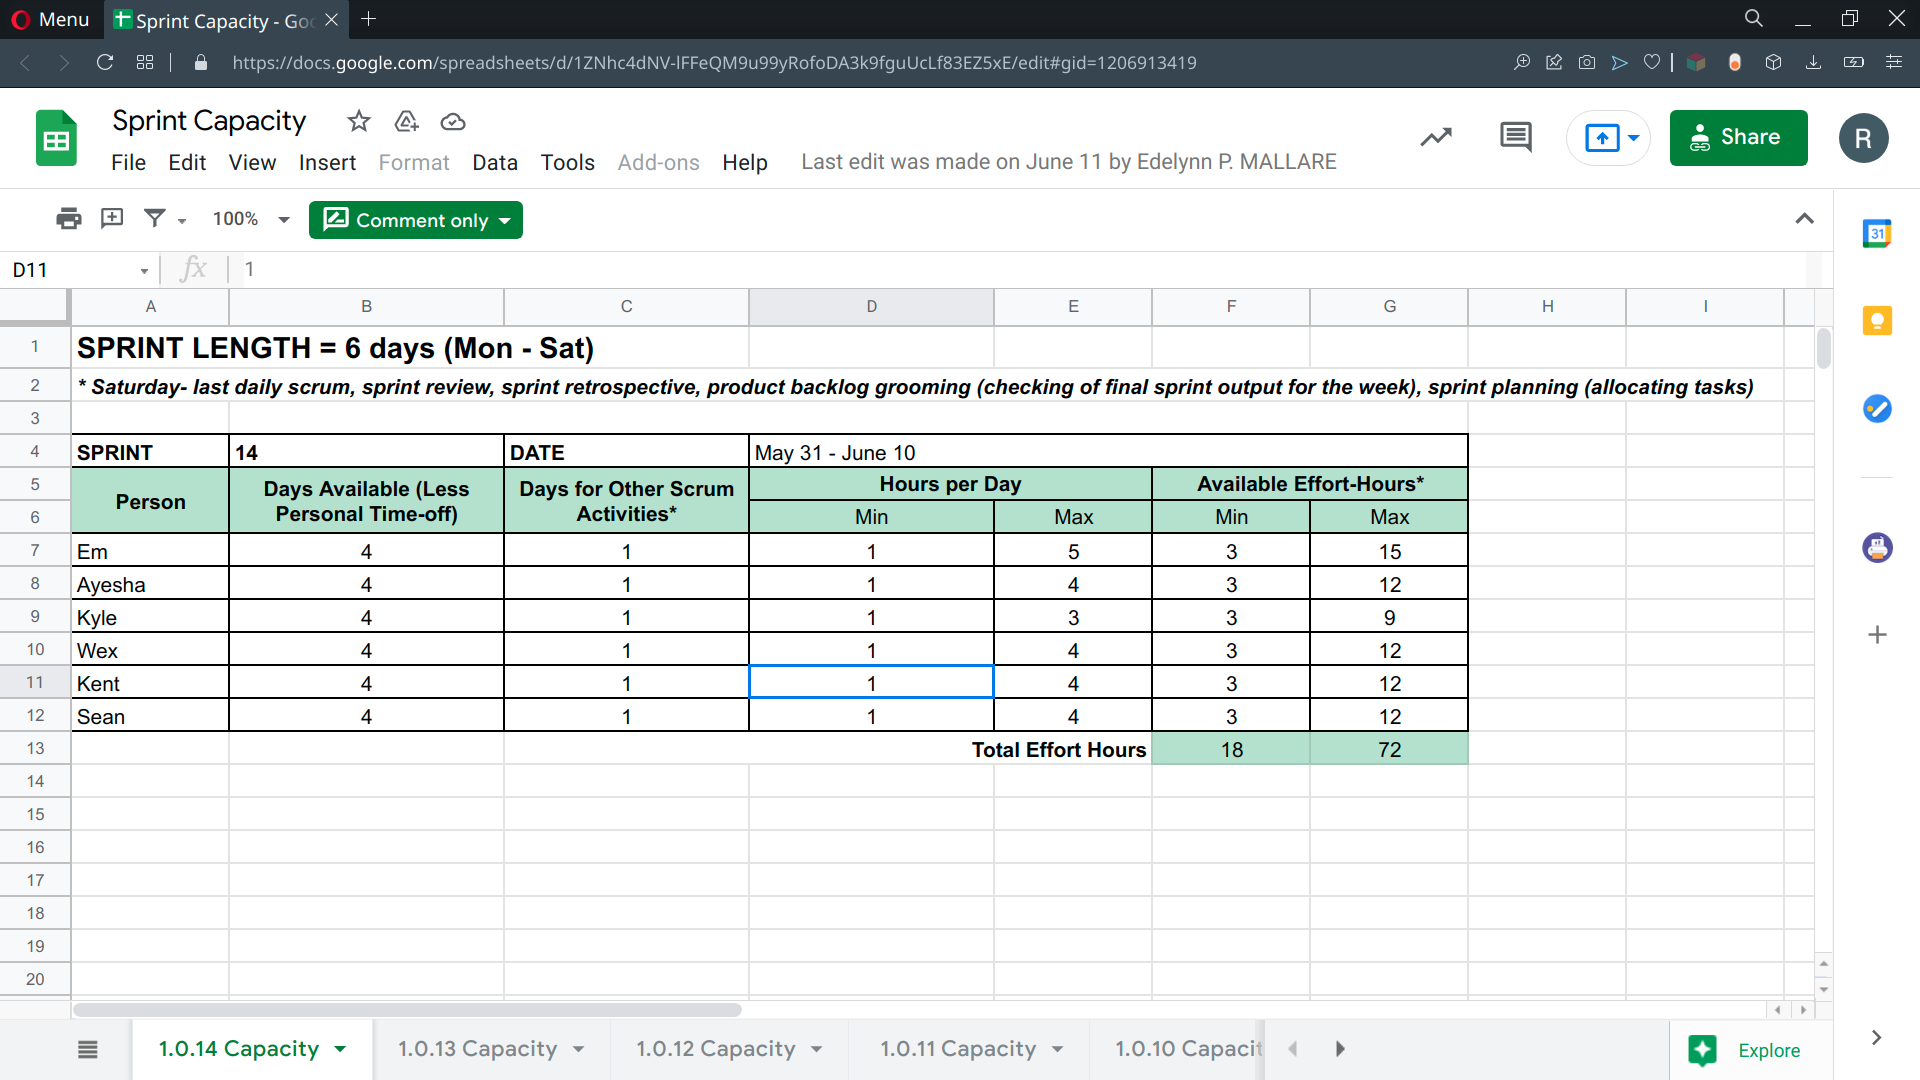 Menu
Sprint Capacity - Goo
https://docs.google.com/spreadsheets/d/1ZNhc4dNV-lFFeQM9u99yRofoDA3k9fguUcLf83EZ5xE/edit#gid=1206913419
Sprint Capacity
File Edit View Insert Format Data Tools Add-ons Help Last edit was made on June 11 by Edelynn P. MALLARE
Share
R
100% Comment only
31
D11 fx 1
A B C D E F G H I
1 SPRINT LENGTH = 6 days (Mon - Sat)
2 * Saturday- last daily scrum, sprint review, sprint retrospective, product backlog grooming (checking of final sprint output for the week), sprint planning (allocating tasks)
3
4 SPRINT 14 DATE May 31 - June 10
5 Person Days Available (Less Personal Time-off) Days for Other Scrum Activities* Hours per Day Available Effort-Hours*
6 Min Max Min Max
7 Em 4 1 1 5 3 15
8 Ayesha 4 1 1 4 3 12
9 Kyle 4 1 1 3 3 9
10 Wex 4 1 1 4 3 12
11 Kent 4 1 1 4 3 12
12 Sean 4 1 1 4 3 12
13 Total Effort Hours 18 72
14
15
16
17
18
19
20
1.0.14 Capacity 1.0.13 Capacity 1.0.12 Capacity 1.0.11 Capacity 1.0.10 Capacit Explore